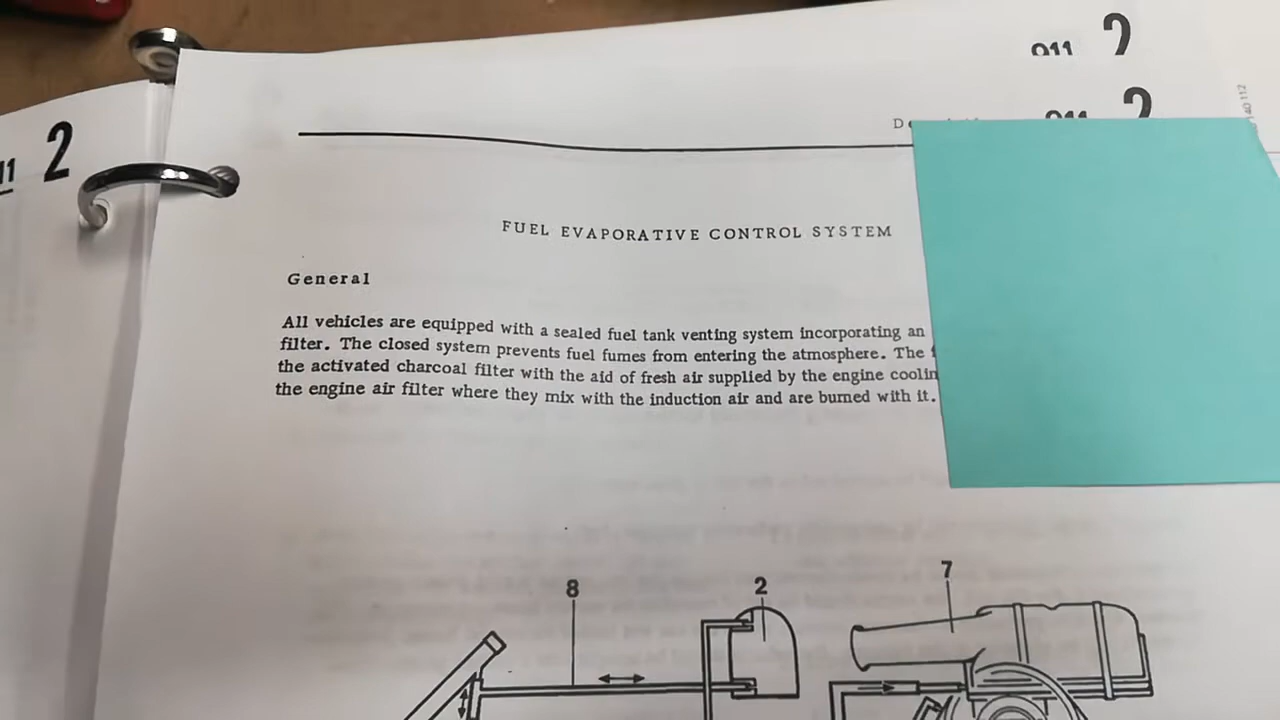 911 2
2
11 2
140 112
FUEL EVAPORATIVE CONTROL SYSTEM
General
All vehicles are equipped with a sealed fuel tank venting system incorporating an
filter. The closed system prevents fuel fumes from entering the atmosphere. The
the activated charcoal filter with the aid of fresh air supplied by the engine
the engine air filter where they mix with the induction air and are burned with it.
7
8 2